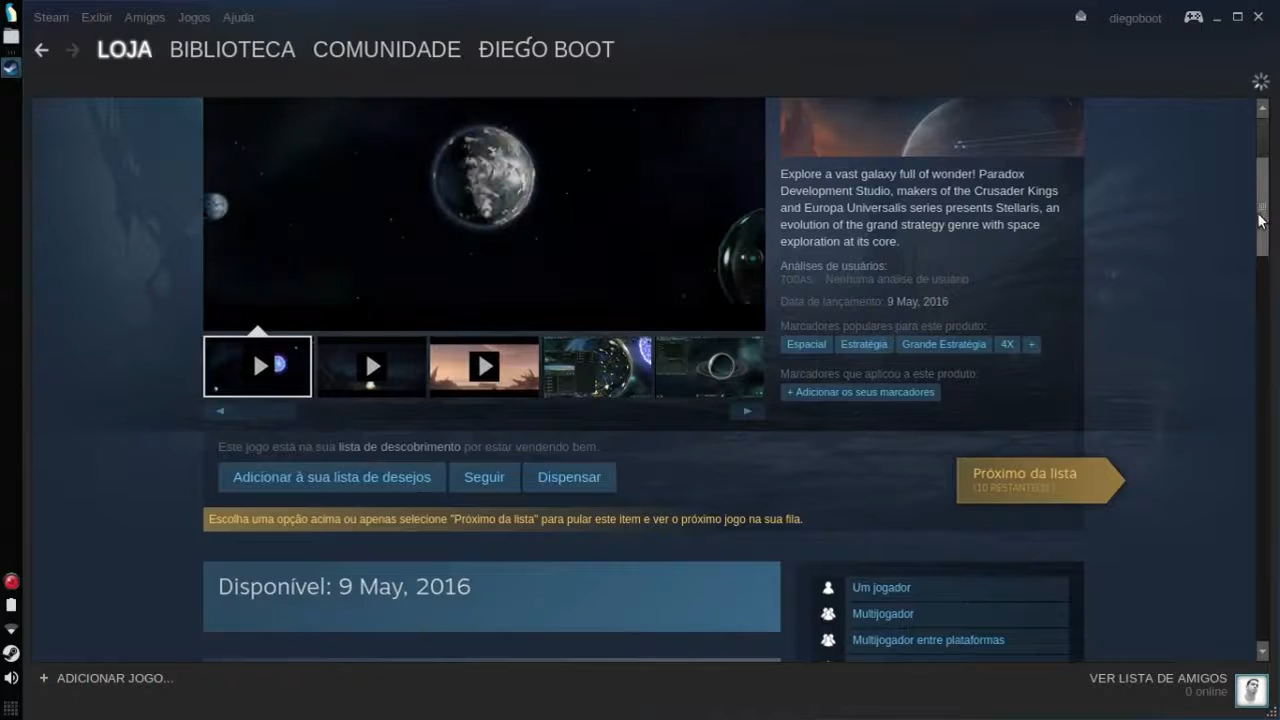 Steam Exibir Amigos Jogos Ajuda
diegoboot
LOJA BIBLIOTECA COMUNIDADE ÐIEƓO BOOT
Explore a vast galaxy full of wonder! Paradox
Development Studio, makers of the Crusader Kings
and Europa Universalis series presents Stellaris, an
evolution of the grand strategy genre with space
exploration at its core.
Análises de usuários:
TODAS: Nenhuma análise de usuário
Data de lançamento: 9 May, 2016
Marcadores populares para este produto:
Espacial Estratégia Grande Estratégia 4X +
Marcadores que aplicou a este produto:
+ Adicionar os seus marcadores
Este jogo está na sua lista de descobrimento por estar vendendo bem.
Adicionar à sua lista de desejos Seguir Dispensar
Próximo da lista
(10 RESTANTE(S) )
Escolha uma opção acima ou apenas selecione "Próximo da lista" para pular este item e ver o próximo jogo na sua fila.
Disponível: 9 May, 2016
Um jogador
Multijogador
Multijogador entre plataformas
+ ADICIONAR JOGO...
VER LISTA DE AMIGOS
0 online